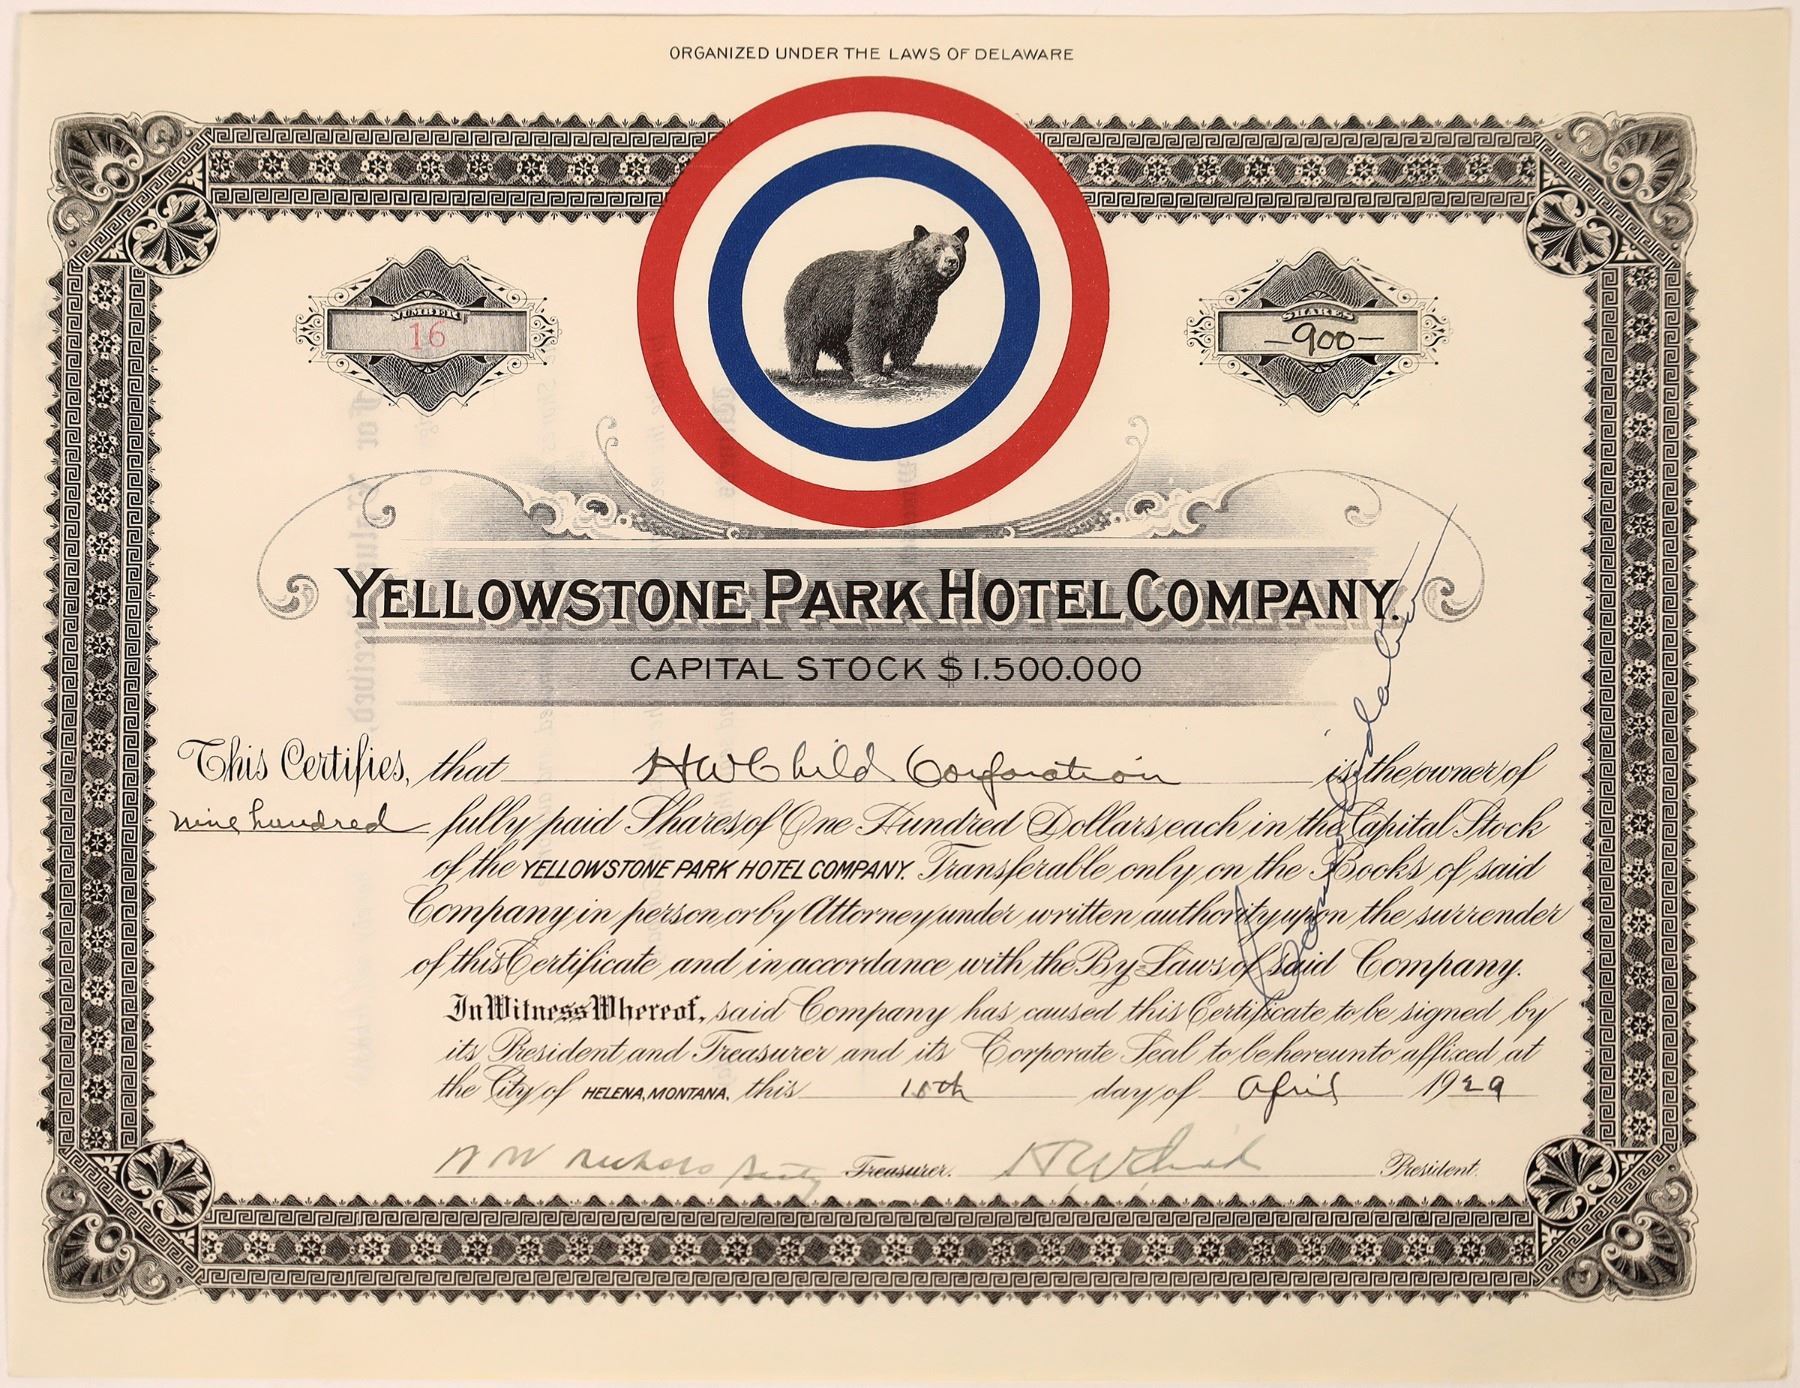 ORGANIZED UNDER THE LAWS OF DELAWARE
NUMBER
16
SHARES
-900-
YELLOWSTONE PARK HOTEL COMPANY.
CAPITAL STOCK $1.500.000
This Certifies, that HW Child Corporation is the owner of
nine hundred fully paid Shares of One Hundred Dollars each in the Capital Stock
of the YELLOWSTONE PARK HOTEL COMPANY. Transferable only on the Books of said
Company in person or by Attorney under written authority upon the surrender
of this Certificate and in accordance with the By-Laws of said Company.
In Witness Whereof, said Company has caused this Certificate to be signed by
its President and Treasurer and its Corporate Seal to be hereunto affixed at
the City of HELENA, MONTANA, this 15th day of April 1929
Treasurer. HW Child President.